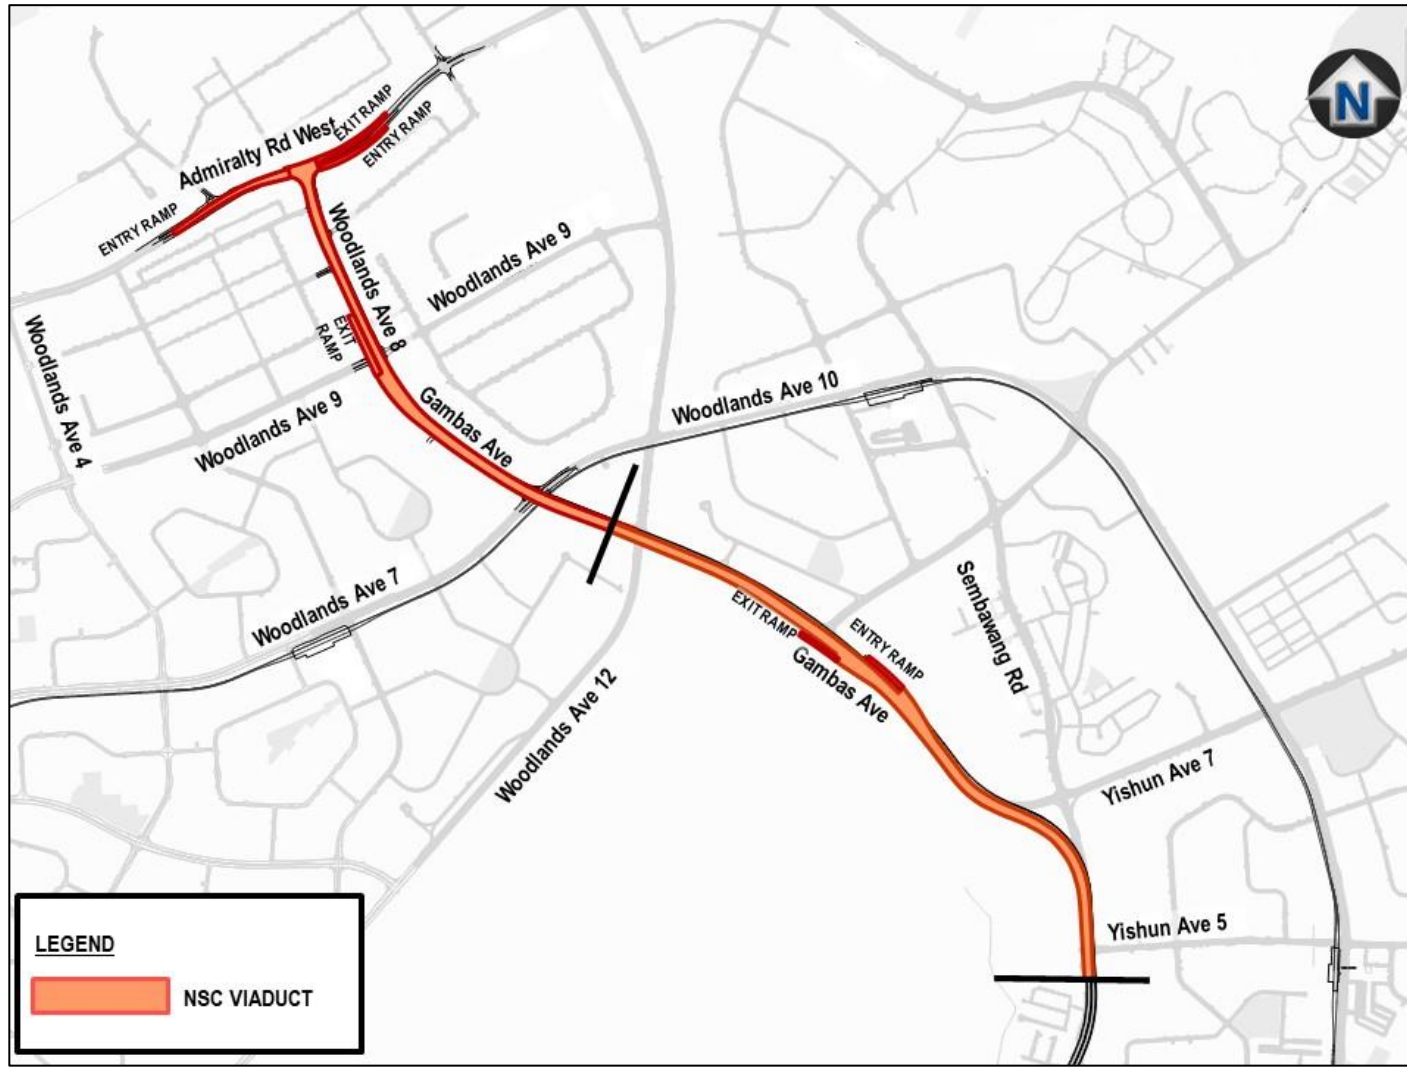 N
EXIT RAMP
Admiralty Rd West
ENTRY RAMP
ENTRY RAMP
Woodlands Ave 8
Woodlands Ave 9
EXIT
RAMP
Woodlands Ave 4
Woodlands Ave 9
Gambas Ave
Woodlands Ave 10
Woodlands Ave 7
Woodlands Ave 12
EXIT RAMP
ENTRY RAMP
Gambas Ave
Sembawang Rd
Yishun Ave 7
Yishun Ave 5
LEGEND
NSC VIADUCT